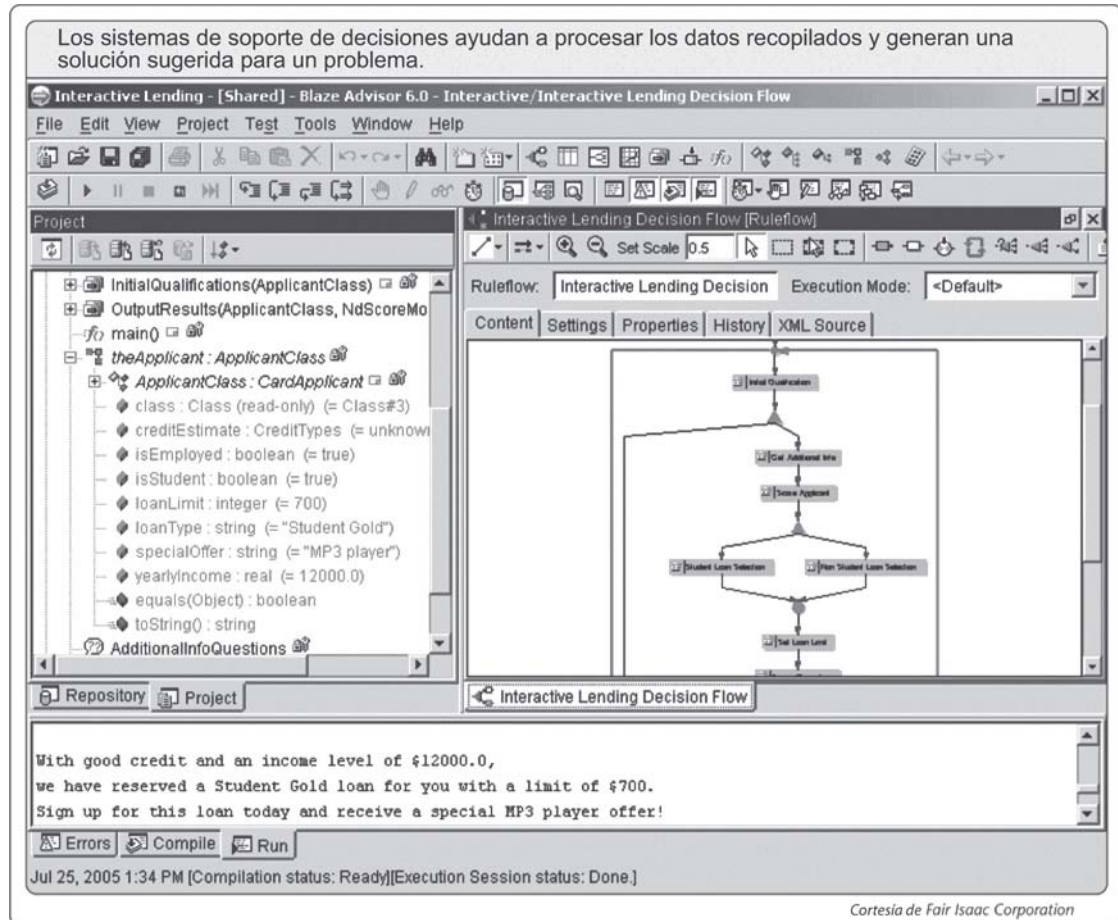 Los sistemas de soporte de decisiones ayudan a procesar los datos recopilados y generan una
solución sugerida para un problema.
Interactive Lending - [Shared] - Blaze Advisor 6.0 - Interactive/Interactive Lending Decision Flow
File Edit View Project Test Tools Window Help
Project
InitialQualifications(ApplicantClass)
OutputResults(ApplicantClass, NdScoreMo
main()
theApplicant : ApplicantClass
ApplicantClass : CardApplicant
class : Class (read-only) (= Class#3)
creditEstimate : CreditTypes (= unknown
isEmployed : boolean (= true)
isStudent : boolean (= true)
loanLimit : integer (= 700)
loanType : string (= "Student Gold")
specialOffer : string (= "MP3 player")
yearlyIncome : real (= 12000.0)
equals(Object) : boolean
toString() : string
AdditionalInfoQuestions
Repository Project
Interactive Lending Decision Flow [Ruleflow]
Set Scale 0.5
Ruleflow: Interactive Lending Decision Execution Mode: <Default>
Content Settings Properties History XML Source
Initial Qualification
Get Additional Info
Score Applicant
Student Loan Selection Non Student Loan Selection
Set Loan Limit
Interactive Lending Decision Flow
With good credit and an income level of $12000.0,
we have reserved a Student Gold loan for you with a limit of $700.
Sign up for this loan today and receive a special MP3 player offer!
Errors Compile Run
Jul 25, 2005 1:34 PM [Compilation status: Ready][Execution Session status: Done.]
Cortesía de Fair Isaac Corporation